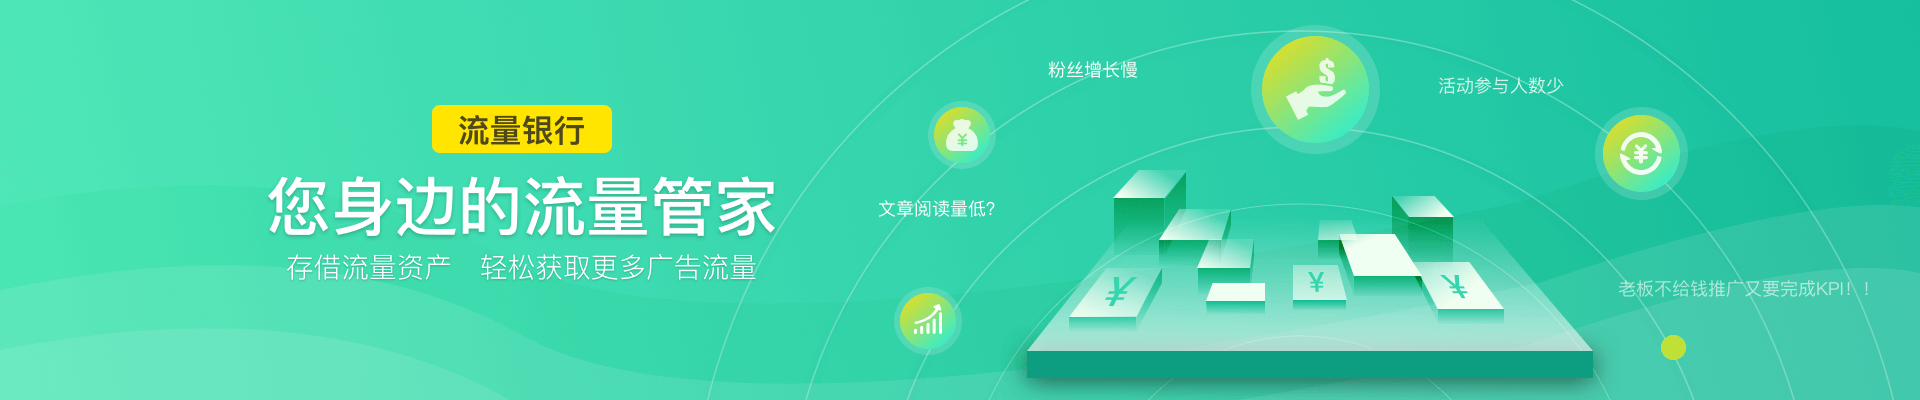 流量银行
您身边的流量管家
存借流量资产 轻松获取更多广告流量
粉丝增长慢
$
活动参与人数少
¥
¥
文章阅读量低?
¥
¥
¥
老板不给钱推广又要完成KPI！！